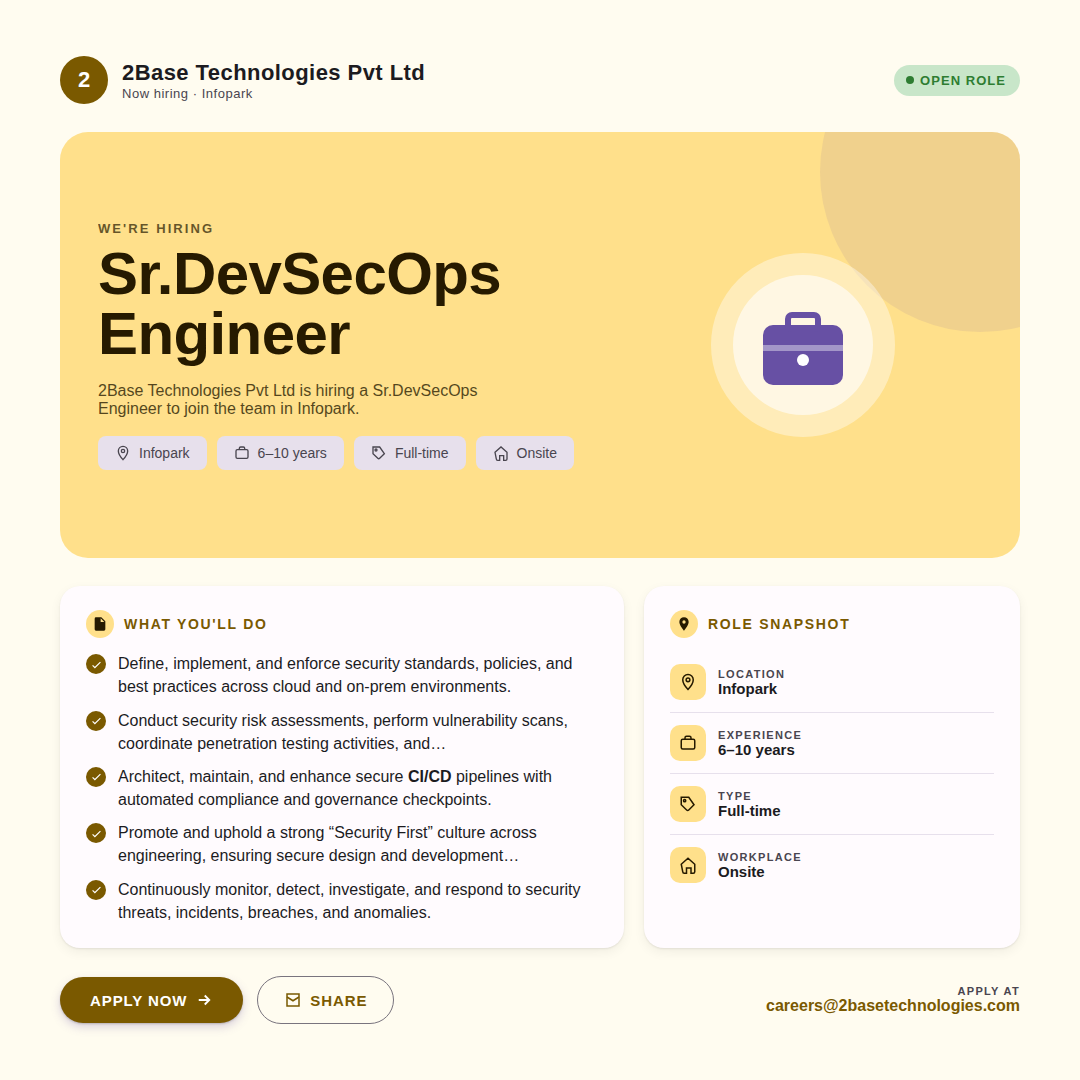 2
2Base Technologies Pvt Ltd
Now hiring · Infopark
OPEN ROLE
WE'RE HIRING
Sr.DevSecOps
Engineer
2Base Technologies Pvt Ltd is hiring a Sr.DevSecOps
Engineer to join the team in Infopark.
Infopark
6–10 years
Full-time
Onsite
WHAT YOU'LL DO
Define, implement, and enforce security standards, policies, and
best practices across cloud and on-prem environments.
Conduct security risk assessments, perform vulnerability scans,
coordinate penetration testing activities, and…
Architect, maintain, and enhance secure CI/CD pipelines with
automated compliance and governance checkpoints.
Promote and uphold a strong “Security First” culture across
engineering, ensuring secure design and development…
Continuously monitor, detect, investigate, and respond to security
threats, incidents, breaches, and anomalies.
ROLE SNAPSHOT
LOCATION
Infopark
EXPERIENCE
6–10 years
TYPE
Full-time
WORKPLACE
Onsite
APPLY NOW
SHARE
APPLY AT
careers@2basetechnologies.com